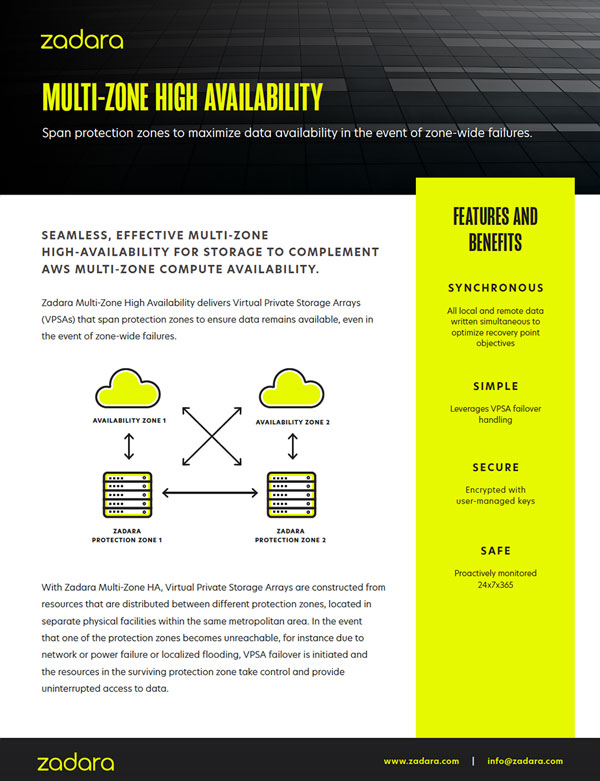 zadara
MULTI-ZONE HIGH AVAILABILITY
Span protection zones to maximize data availability in the event of zone-wide failures.
SEAMLESS, EFFECTIVE MULTI-ZONE
HIGH-AVAILABILITY FOR STORAGE TO COMPLEMENT
AWS MULTI-ZONE COMPUTE AVAILABILITY.
Zadara Multi-Zone High Availability delivers Virtual Private Storage Arrays
(VPSAs) that span protection zones to ensure data remains available, even in
the event of zone-wide failures.
AVAILABILITY ZONE 1
AVAILABILITY ZONE 2
ZADARA
PROTECTION ZONE 1
ZADARA
PROTECTION ZONE 2
With Zadara Multi-Zone HA, Virtual Private Storage Arrays are constructed from
resources that are distributed between different protection zones, located in
separate physical facilities within the same metropolitan area. In the event
that one of the protection zones becomes unreachable, for instance due to
network or power failure or localized flooding, VPSA failover is initiated and
the resources in the surviving protection zone take control and provide
uninterrupted access to data.
FEATURES AND
BENEFITS
SYNCHRONOUS
All local and remote data
written simultaneous to
optimize recovery point
objectives
SIMPLE
Leverages VPSA failover
handling
SECURE
Encrypted with
user-managed keys
SAFE
Proactively monitored
24x7x365
zadara
www.zadara.com | info@zadara.com